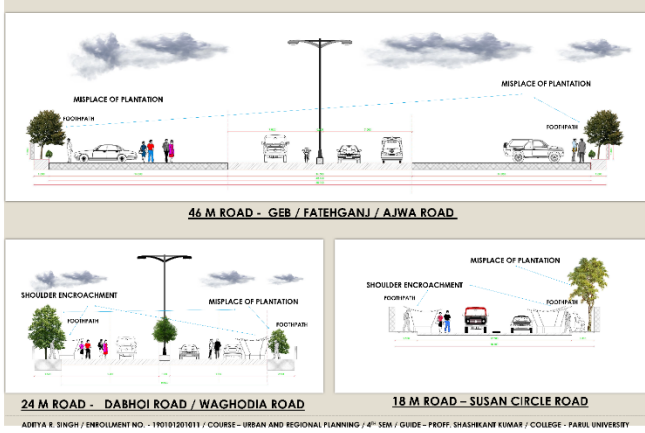 MISPLACE OF PLANTATION
MISPLACE OF PLANTATION
FOOTHPATH
FOOTHPATH
46 M ROAD - GEB / FATEHGANJ / AJWA ROAD
SHOULDER ENCROACHMENT
MISPLACE OF PLANTATION
FOOTHPATH
FOOTHPATH
24 M ROAD - DABHOI ROAD / WAGHODIA ROAD
MISPLACE OF PLANTATION
SHOULDER ENCROACHMENT
FOOTHPATH
FOOTHPATH
18 M ROAD – SUSAN CIRCLE ROAD
ADITYA R. SINGH / ENROLLMENT NO. - 190101201011 / COURSE – URBAN AND REGIONAL PLANNING / 4TH SEM / GUIDE – PROFF. SHASHIKANT KUMAR / COLLEGE - PARUL UNIVERSITY